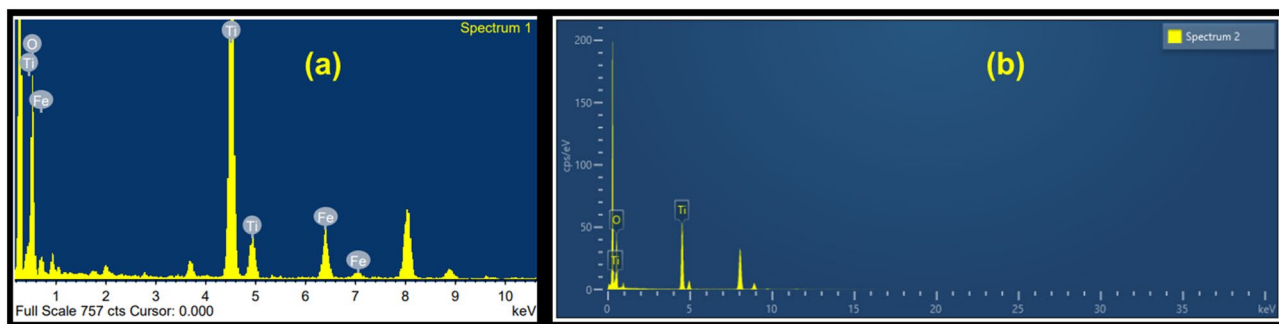 Spectrum 1
(a)
Ti
O
Ti
Fe
Ti
Fe
Fe
1 2 3 4 5 6 7 8 9 10
Full Scale 757 cts Cursor: 0.000 keV
Spectrum 2
(b)
200
150
100
50
0
cps/eV
Ti
O
Ti
0 5 10 15 20 25 30 35 keV